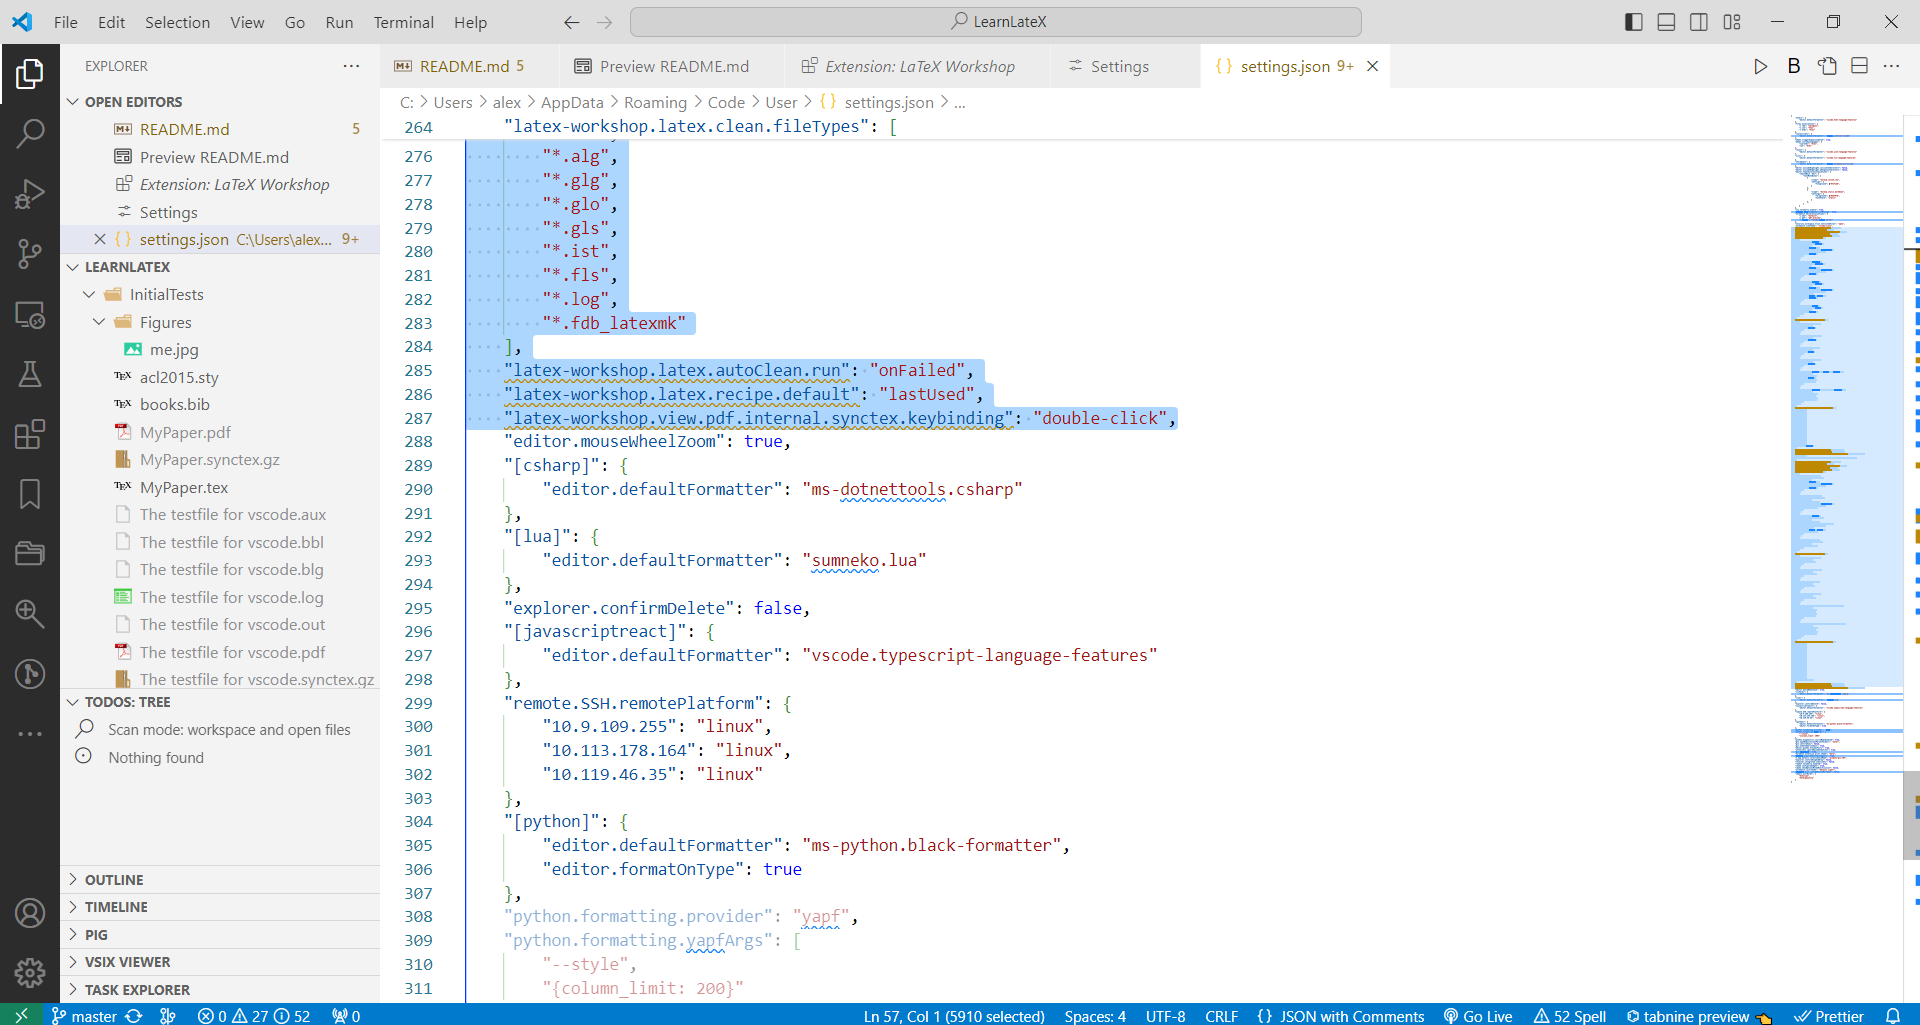 File Edit Selection View Go Run Terminal Help
LearnLateX
EXPLORER
OPEN EDITORS
README.md 5
Preview README.md
Extension: LaTeX Workshop
Settings
settings.json C:\Users\alex... 9+
LEARNLATEX
InitialTests
Figures
me.jpg
TEX acl2015.sty
TEX books.bib
MyPaper.pdf
MyPaper.synctex.gz
TEX MyPaper.tex
The testfile for vscode.aux
The testfile for vscode.bbl
The testfile for vscode.blg
The testfile for vscode.log
The testfile for vscode.out
The testfile for vscode.pdf
The testfile for vscode.synctex.gz
TODOS: TREE
Scan mode: workspace and open files
Nothing found
OUTLINE
TIMELINE
PIG
VSIX VIEWER
TASK EXPLORER
README.md 5 Preview README.md Extension: LaTeX Workshop Settings {} settings.json 9+
C: > Users > alex > AppData > Roaming > Code > User > {} settings.json > ...
264 "latex-workshop.latex.clean.fileTypes": [
276 "*.alg",
277 "*.glg",
278 "*.glo",
279 "*.gls",
280 "*.ist",
281 "*.fls",
282 "*.log",
283 "*.fdb_latexmk"
284 ],
285 "latex-workshop.latex.autoClean.run": "onFailed",
286 "latex-workshop.latex.recipe.default": "lastUsed",
287 "latex-workshop.view.pdf.internal.synctex.keybinding": "double-click",
288 "editor.mouseWheelZoom": true,
289 "[csharp]": {
290 "editor.defaultFormatter": "ms-dotnettools.csharp"
291 },
292 "[lua]": {
293 "editor.defaultFormatter": "sumneko.lua"
294 },
295 "explorer.confirmDelete": false,
296 "[javascriptreact]": {
297 "editor.defaultFormatter": "vscode.typescript-language-features"
298 },
299 "remote.SSH.remotePlatform": {
300 "10.9.109.255": "linux",
301 "10.113.178.164": "linux",
302 "10.119.46.35": "linux"
303 },
304 "[python]": {
305 "editor.defaultFormatter": "ms-python.black-formatter",
306 "editor.formatOnType": true
307 },
308 "python.formatting.provider": "yapf",
309 "python.formatting.yapfArgs": [
310 "--style",
311 "{column_limit: 200}"
master 0 27 52 0 Ln 57, Col 1 (5910 selected) Spaces: 4 UTF-8 CRLF {} JSON with Comments Go Live 52 Spell tabnine preview Prettier